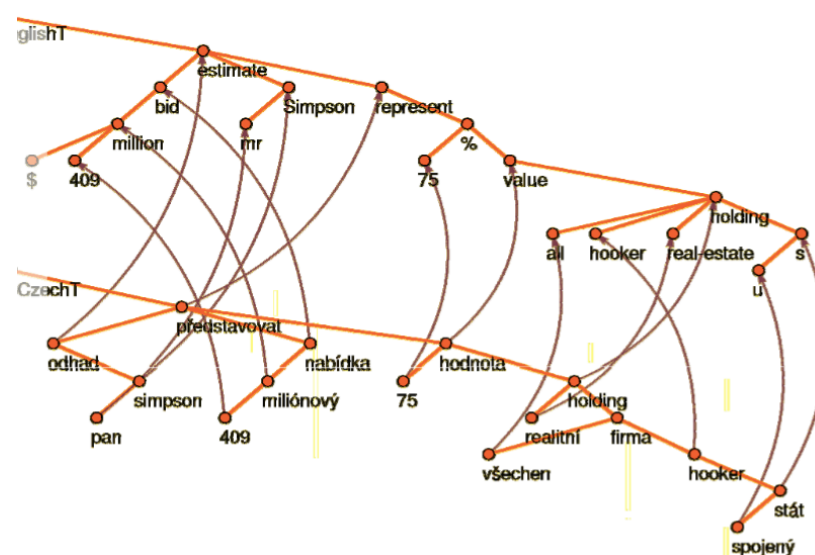 glishT
estimate
bid
Simpson
represent
million
mr
%
$
409
75
value
holding
all
hooker
real-estate
s
u
CzechT
představovat
odhad
nabídka
hodnota
simpson
miliónový
holding
pan
409
75
realitní
firma
všechen
hooker
stát
spojený